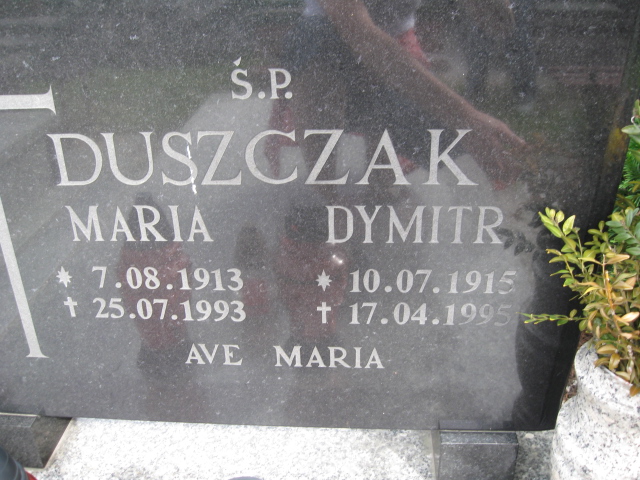 Ś.P.
DUSZCZAK
MARIA DYMITR
* 7.08.1913 * 10.07.1915
✝ 25.07.1993 ✝ 17.04.1995
AVE MARIA